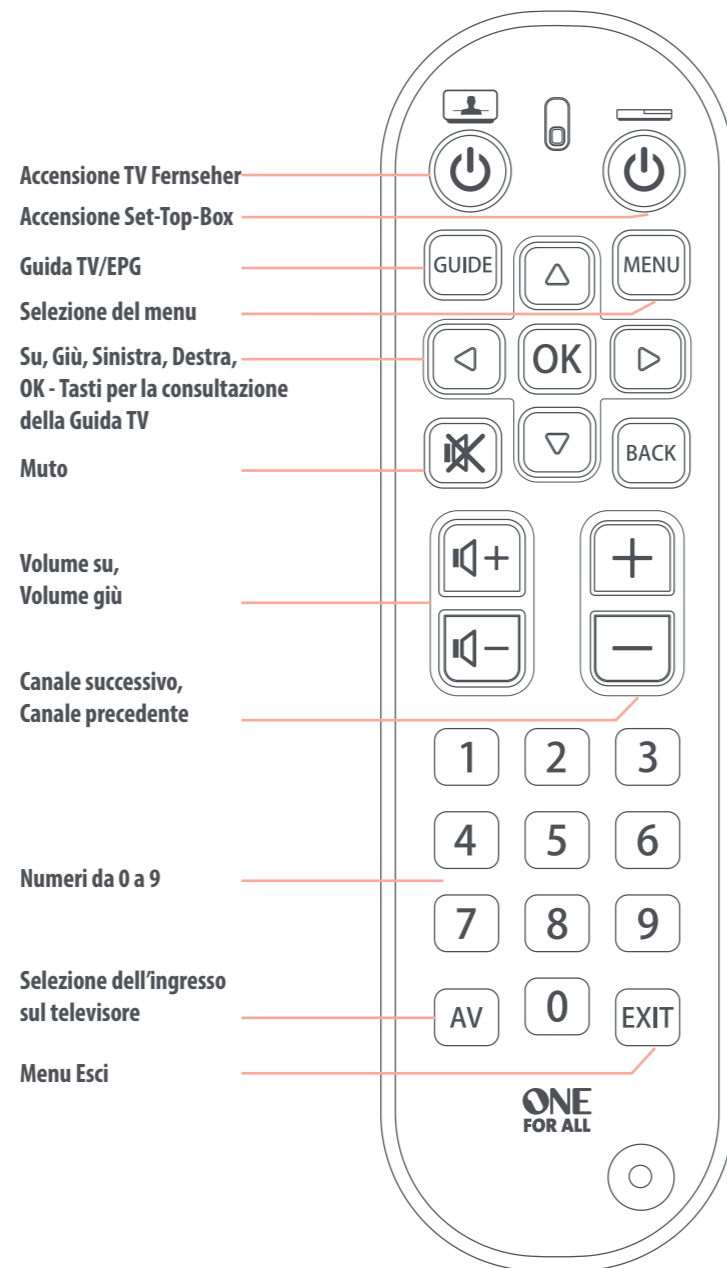 Accensione TV Fernseher
Accensione Set-Top-Box
Guida TV/EPG
GUIDE
MENU
Selezione del menu
Su, Giù, Sinistra, Destra,
OK - Tasti per la consultazione
della Guida TV
OK
Muto
BACK
Volume su,
Volume giù
+
+
-
-
Canale successivo,
Canale precedente
1 2 3
4 5 6
Numeri da 0 a 9
7 8 9
Selezione dell’ingresso
sul televisore
AV 0 EXIT
Menu Esci
ONE
FOR ALL